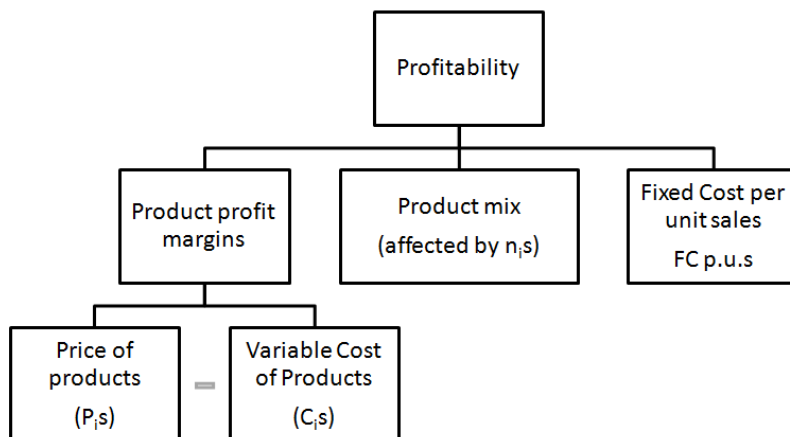 Profitability
Product profit
margins
Product mix
(affected by nᵢs)
Fixed Cost per
unit sales
FC p.u.s
Price of
products
(Pᵢs)
Variable Cost
of Products
(Cᵢs)